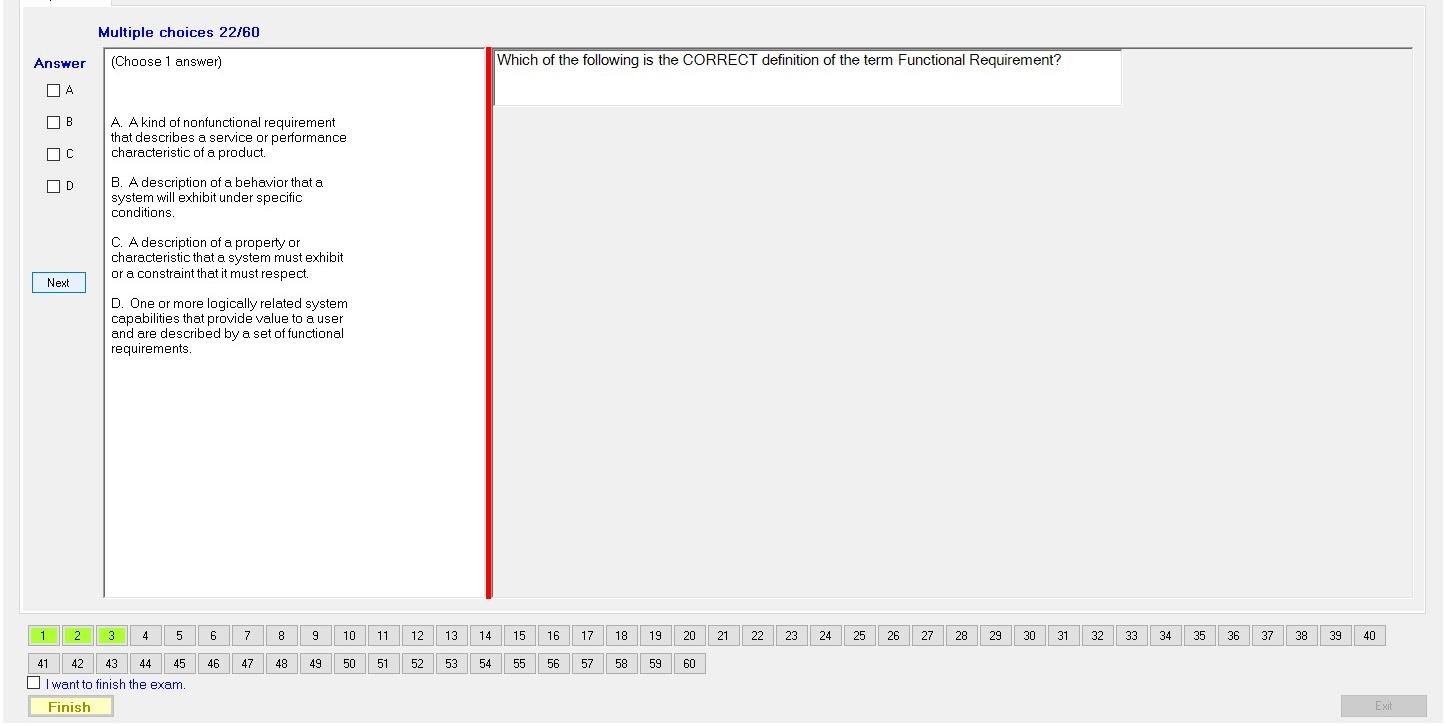 Multiple choices 22/60
Answer
A
B
C
D
Next
(Choose 1 answer)
A. A kind of nonfunctional requirement
that describes a service or performance
characteristic of a product.
B. A description of a behavior that a
system will exhibit under specific
conditions.
C. A description of a property or
characteristic that a system must exhibit
or a constraint that it must respect.
D. One or more logically related system
capabilities that provide value to a user
and are described by a set of functional
requirements.
Which of the following is the CORRECT definition of the term Functional Requirement?
1 2 3 4 5 6 7 8 9 10 11 12 13 14 15 16 17 18 19 20 21 22 23 24 25 26 27 28 29 30 31 32 33 34 35 36 37 38 39 40
41 42 43 44 45 46 47 48 49 50 51 52 53 54 55 56 57 58 59 60
I want to finish the exam.
Finish
Exit